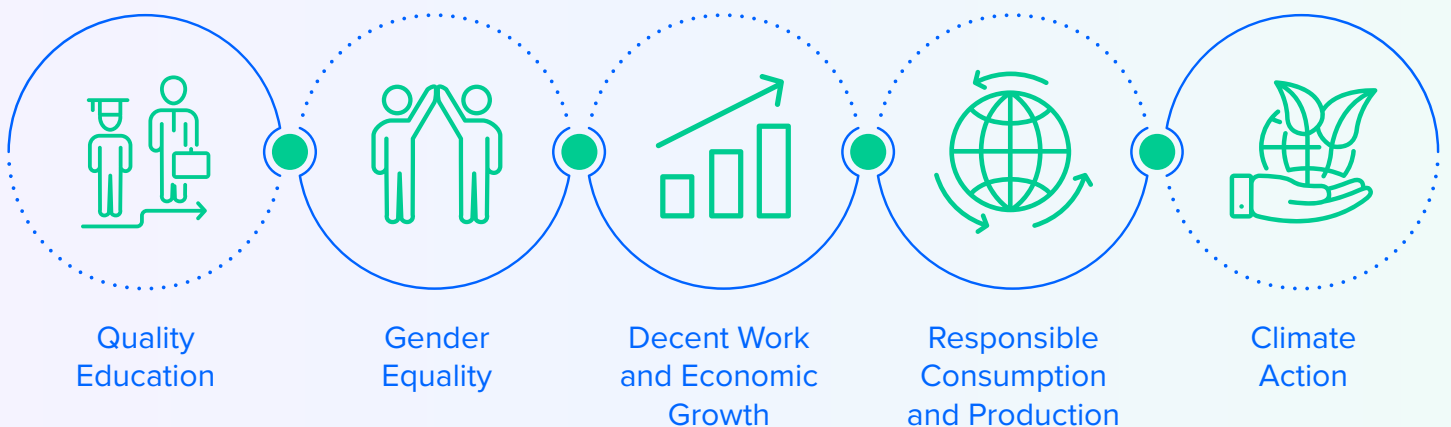 Quality
Education
Gender
Equality
Decent Work
and Economic
Growth
Responsible
Consumption
and Production
Climate
Action